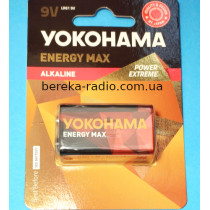 9V
YOKOHAMA
ENERGY MAX
ALKALINE
POWER
EXTREME
bereka-radio.com.ua
YOKOHAMA
ENERGY MAX